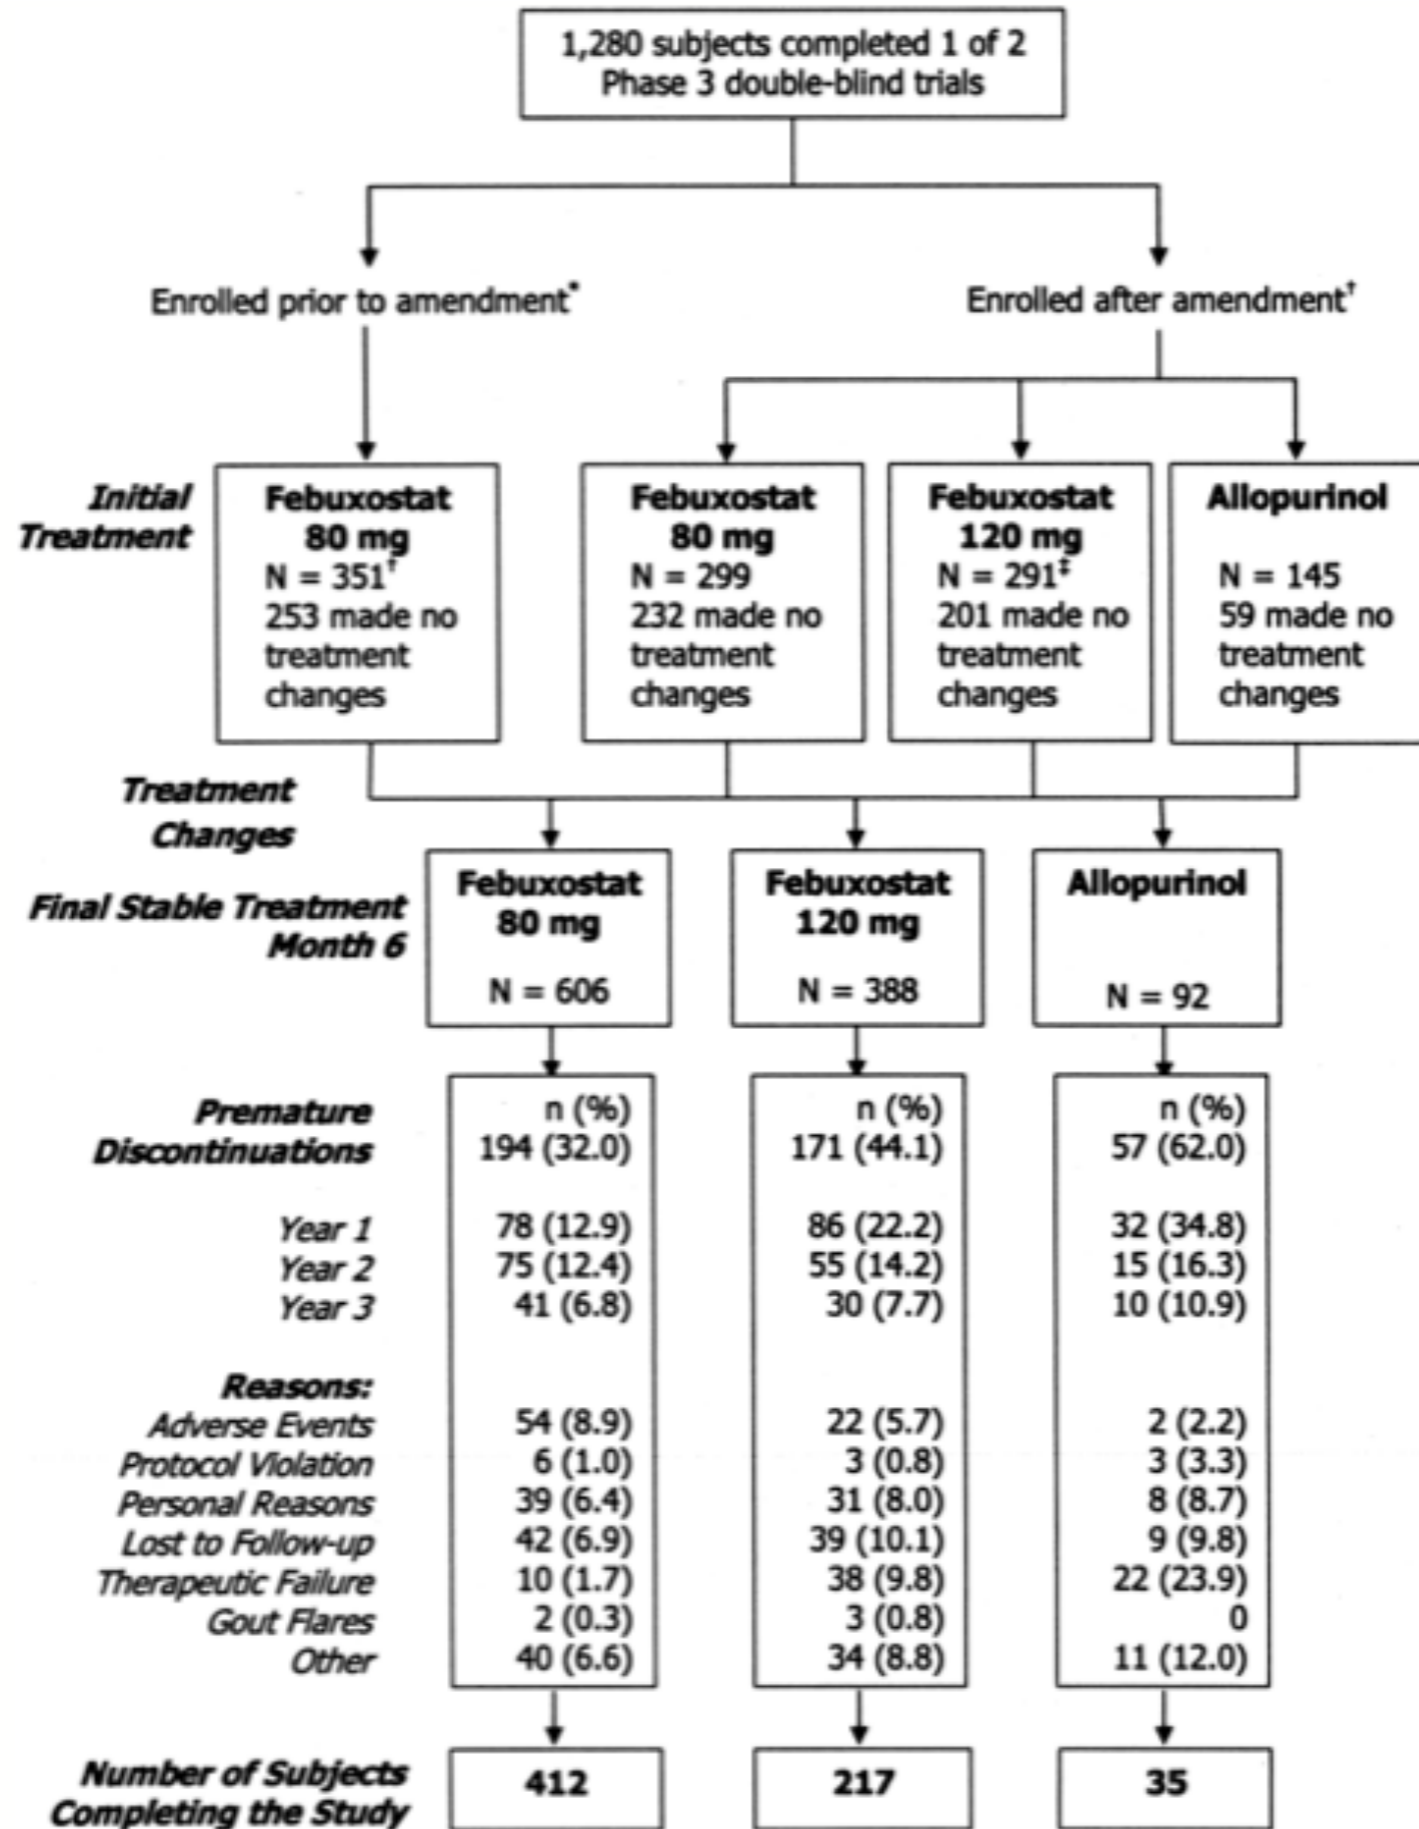 1,280 subjects completed 1 of 2
Phase 3 double-blind trials
Enrolled prior to amendment*
Enrolled after amendment†
Initial
Treatment
Febuxostat
80 mg
N = 351†
253 made no
treatment
changes
Febuxostat
80 mg
N = 299
232 made no
treatment
changes
Febuxostat
120 mg
N = 291‡
201 made no
treatment
changes
Allopurinol
N = 145
59 made no
treatment
changes
Treatment
Changes
Final Stable Treatment
Month 6
Febuxostat
80 mg
N = 606
Febuxostat
120 mg
N = 388
Allopurinol
N = 92
n (%) n (%) n (%)
Premature
Discontinuations 194 (32.0) 171 (44.1) 57 (62.0)
Year 1 78 (12.9) 86 (22.2) 32 (34.8)
Year 2 75 (12.4) 55 (14.2) 15 (16.3)
Year 3 41 (6.8) 30 (7.7) 10 (10.9)
Reasons:
Adverse Events 54 (8.9) 22 (5.7) 2 (2.2)
Protocol Violation 6 (1.0) 3 (0.8) 3 (3.3)
Personal Reasons 39 (6.4) 31 (8.0) 8 (8.7)
Lost to Follow-up 42 (6.9) 39 (10.1) 9 (9.8)
Therapeutic Failure 10 (1.7) 38 (9.8) 22 (23.9)
Gout Flares 2 (0.3) 3 (0.8) 0
Other 40 (6.6) 34 (8.8) 11 (12.0)
Number of Subjects
Completing the Study
412 217 35